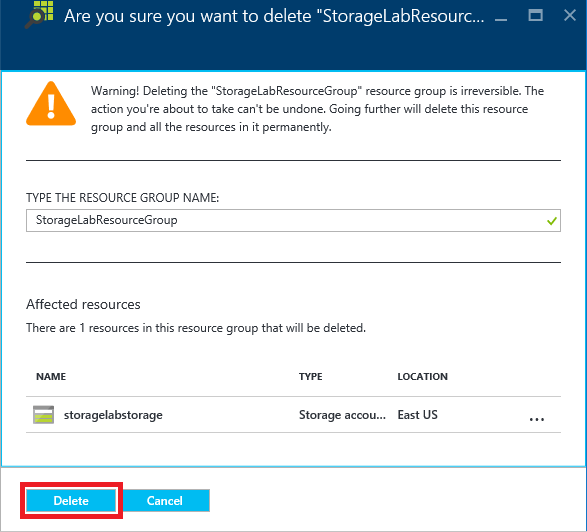 Are you sure you want to delete "StorageLabResourc...
Warning! Deleting the "StorageLabResourceGroup" resource group is irreversible. The
action you're about to take can't be undone. Going further will delete this resource
group and all the resources in it permanently.
TYPE THE RESOURCE GROUP NAME:
StorageLabResourceGroup
Affected resources
There are 1 resources in this resource group that will be deleted.
NAME TYPE LOCATION
storagelabstorage Storage accou... East US ...
Delete Cancel